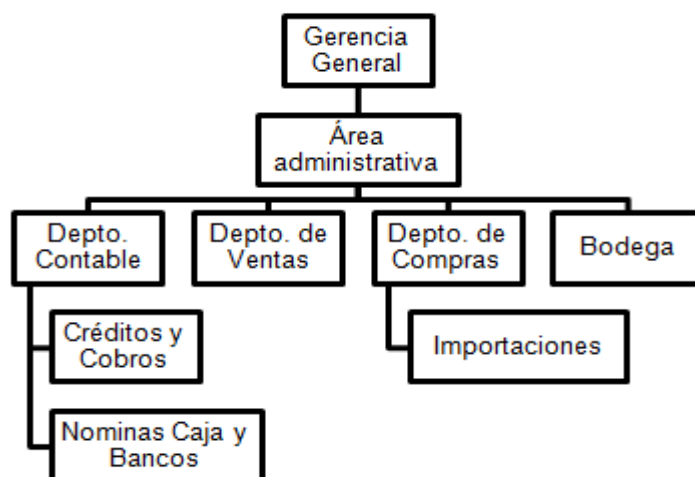 Gerencia
General
Área
administrativa
Depto.
Contable
Depto. de
Ventas
Depto. de
Compras
Bodega
Créditos y
Cobros
Importaciones
Nominas Caja y
Bancos